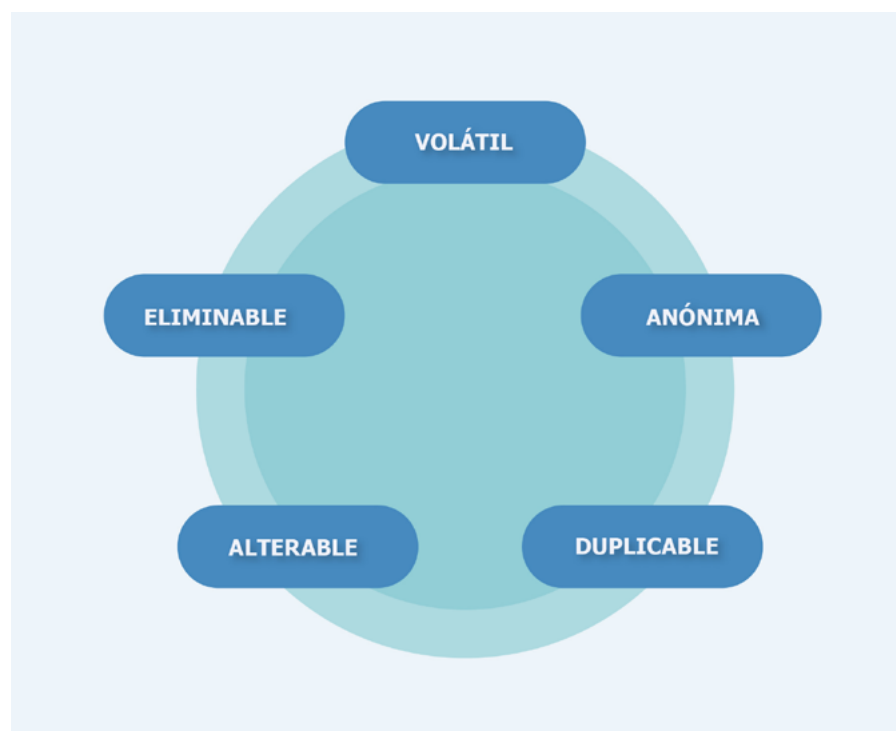 VOLÁTIL
ELIMINABLE
ANÓNIMA
ALTERABLE
DUPLICABLE